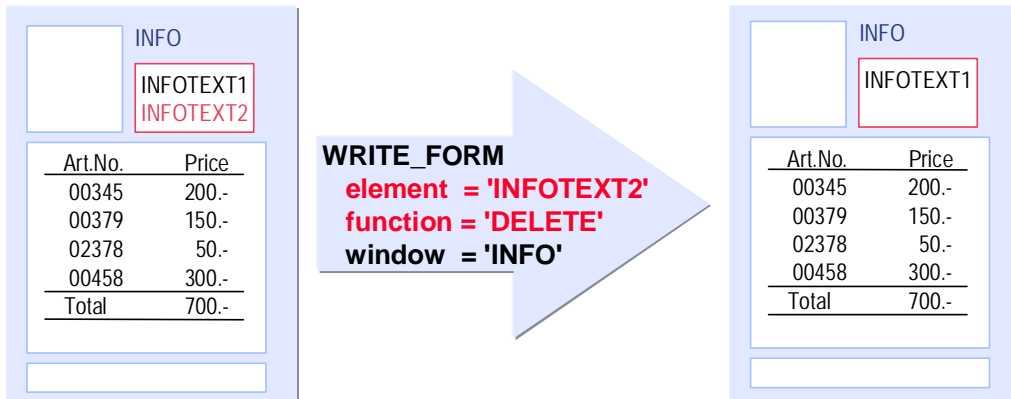 INFO
INFOTEXT1
INFOTEXT2
Art.No. Price
00345 200.-
00379 150.-
02378 50.-
00458 300.-
Total 700.-
WRITE_FORM
element = 'INFOTEXT2'
function = 'DELETE'
window = 'INFO'
INFO
INFOTEXT1
Art.No. Price
00345 200.-
00379 150.-
02378 50.-
00458 300.-
Total 700.-